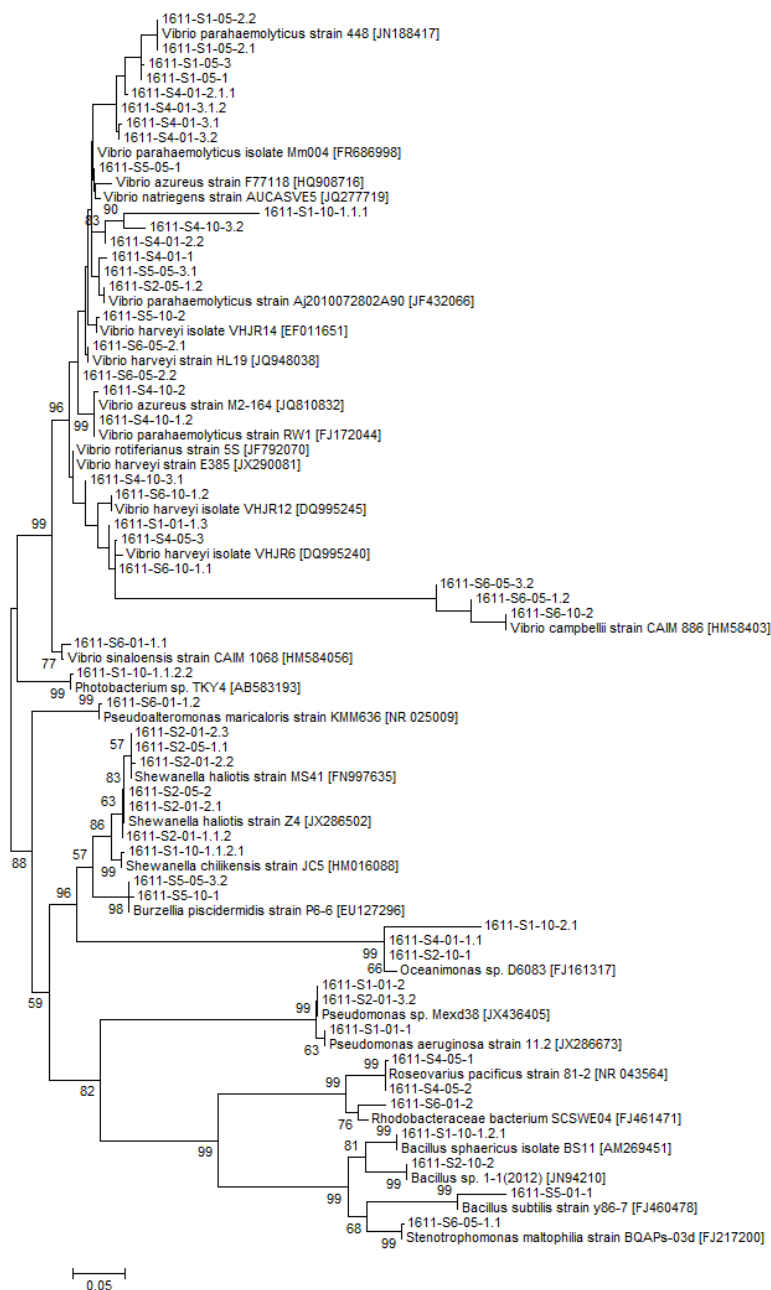 1611-S1-05-2.2
Vibrio parahaemolyticus strain 448 [JN188417]
1611-S1-05-2.1
1611-S1-05-3
1611-S1-05-1
1611-S4-01-2.1.1
1611-S4-01-3.1.2
1611-S4-01-3.1
1611-S4-01-3.2
Vibrio parahaemolyticus isolate Mm004 [FR686998]
1611-S5-05-1
Vibrio azureus strain F77118 [HQ908716]
Vibrio natriegens strain AUCASVE5 [JQ277719]
90
1611-S1-10-1.1.1
83
1611-S4-10-3.2
1611-S4-01-2.2
1611-S4-01-1
1611-S5-05-3.1
1611-S2-05-1.2
Vibrio parahaemolyticus strain Aj2010072802A90 [JF432066]
1611-S5-10-2
Vibrio harveyi isolate VHJR14 [EF011651]
1611-S6-05-2.1
Vibrio harveyi strain HL19 [JQ948038]
1611-S6-05-2.2
1611-S4-10-2
96
Vibrio azureus strain M2-164 [JQ810832]
99
1611-S4-10-1.2
Vibrio parahaemolyticus strain RW1 [FJ172044]
Vibrio rotiferianus strain 5S [JF792070]
Vibrio harveyi strain E385 [JX290081]
1611-S4-10-3.1
1611-S6-10-1.2
Vibrio harveyi isolate VHJR12 [DQ995245]
99
1611-S1-01-1.3
1611-S4-05-3
Vibrio harveyi isolate VHJR6 [DQ995240]
1611-S6-10-1.1
1611-S6-05-3.2
1611-S6-05-1.2
1611-S6-10-2
Vibrio campbellii strain CAIM 886 [HM58403]
1611-S6-01-1.1
77
Vibrio sinaloensis strain CAIM 1068 [HM584056]
1611-S1-10-1.1.2.2
99
Photobacterium sp. TKY4 [AB583193]
99
1611-S6-01-1.2
Pseudoalteromonas maricaloris strain KMM636 [NR 025009]
1611-S2-01-2.3
57
1611-S2-05-1.1
1611-S2-01-2.2
83
Shewanella haliotis strain MS41 [FN997635]
1611-S2-05-2
63
1611-S2-01-2.1
86
Shewanella haliotis strain Z4 [JX286502]
1611-S2-01-1.1.2
57
1611-S1-10-1.1.2.1
88
99
Shewanella chilikensis strain JC5 [HM016088]
1611-S5-05-3.2
96
1611-S5-10-1
98
Burzellia piscidermidis strain P6-6 [EU127296]
1611-S1-10-2.1
1611-S4-01-1.1
99
1611-S2-10-1
66
Oceanimonas sp. D6083 [FJ161317]
1611-S1-01-2
59
1611-S2-01-3.2
99
Pseudomonas sp. Mexd38 [JX436405]
1611-S1-01-1
63
Pseudomonas aeruginosa strain 11.2 [JX286673]
99
1611-S4-05-1
Roseovarius pacificus strain 81-2 [NR 043564]
99
1611-S4-05-2
82
1611-S6-01-2
76
Rhodobacteraceae bacterium SCSWE04 [FJ461471]
99
1611-S1-10-1.2.1
81
Bacillus sphaericus isolate BS11 [AM269451]
99
1611-S2-10-2
99
Bacillus sp. 1-1(2012) [JN94210]
99
99
1611-S5-01-1
Bacillus subtilis strain y86-7 [FJ460478]
68
1611-S6-05-1.1
99
Stenotrophomonas maltophilia strain BQAPs-03d [FJ217200]
0.05